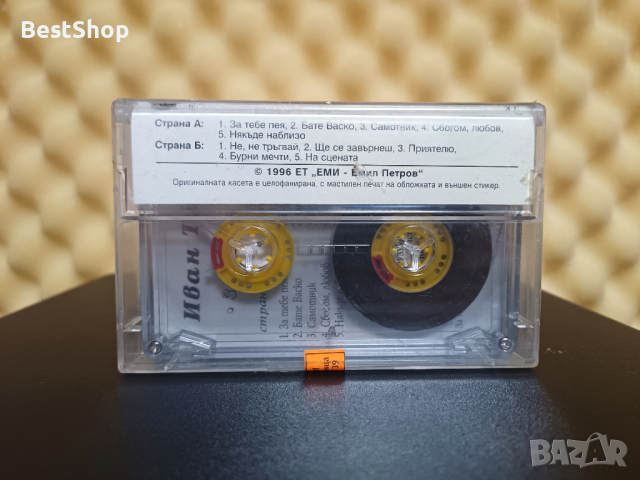 BestShop
Страна А: 1. За тебе пея, 2. Бате Васко, 3. Самотник, 4. Сбогом, любов,
5. Някъде наблизо
Страна Б: 1. Не, не тръгвай, 2. Ще се завърнеш, 3. Приятелю,
4. Бурни мечти, 5. На сцената
© 1996 ЕТ „ЕМИ - Емил Петров"
Оригиналната касета е целофанирана, с мастилен печат на обложката и външен стикер.
Иван
1. За тебе пея
2. Бате Васко
3. Самотник
4. Сбогом, любов
BAZAR